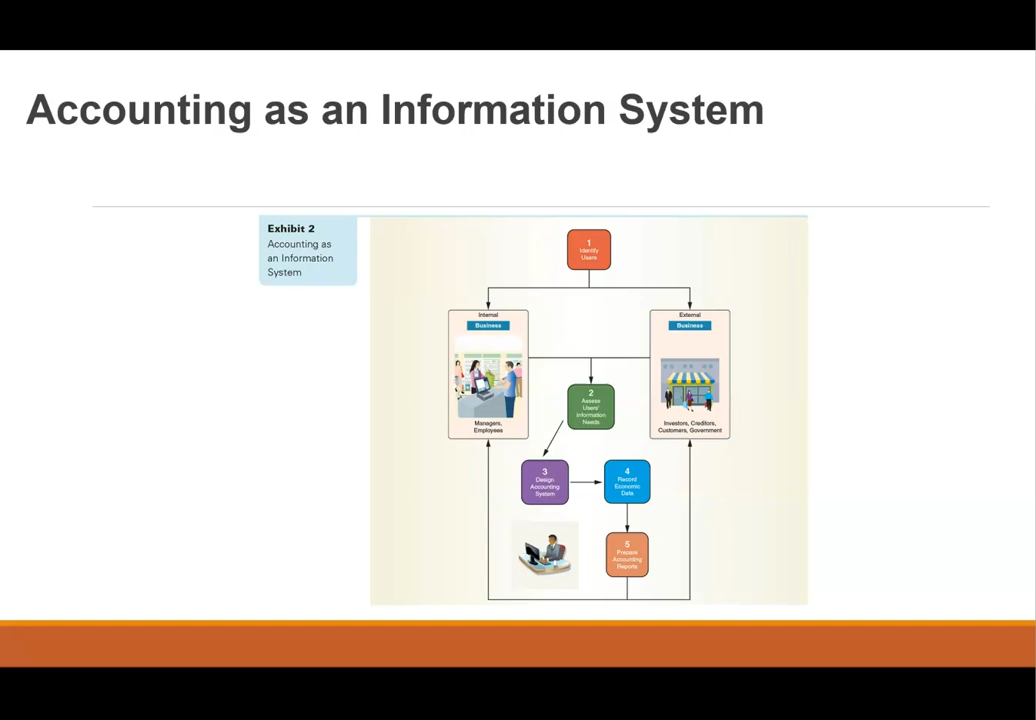 Accounting as an Information System
Exhibit 2
Accounting as
an Information
System
1
Identify
Users
Internal
Business
Managers,
Employees
External
Business
Investors, Creditors,
Customers, Government
2
Assess
Users'
Information
Needs
3
Design
Accounting
System
4
Record
Economic
Data
5
Prepare
Accounting
Reports